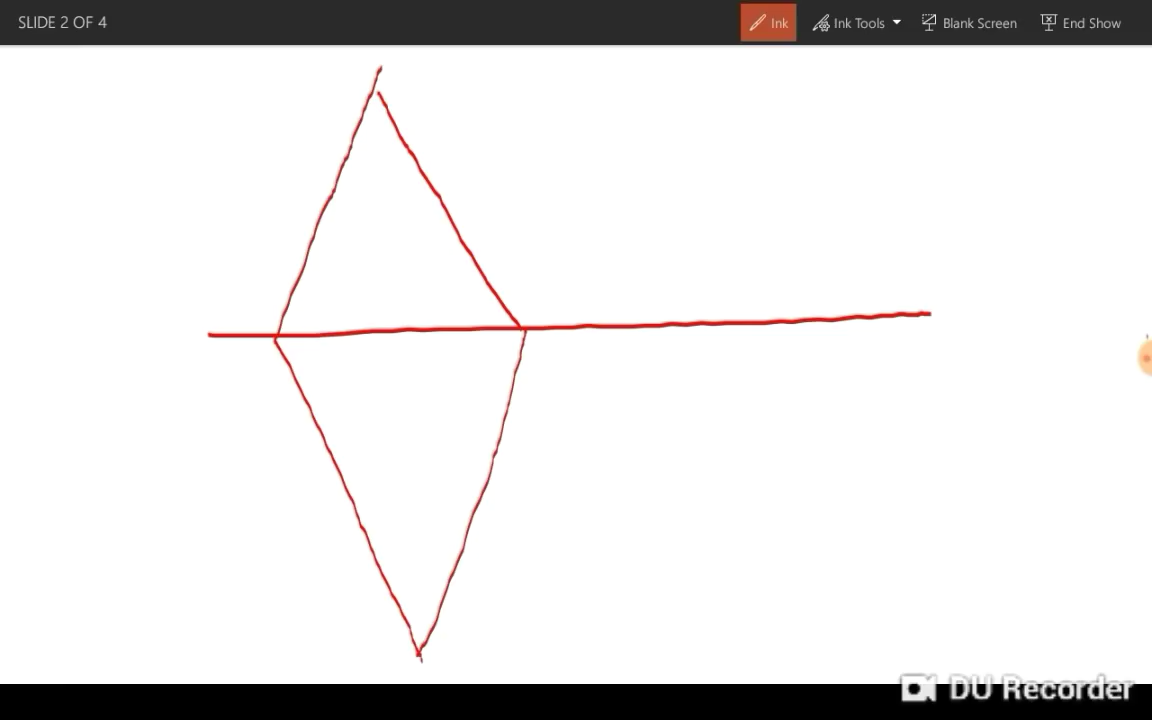 SLIDE 2 OF 4
Ink
Ink Tools
Blank Screen
End Show
DU Recorder